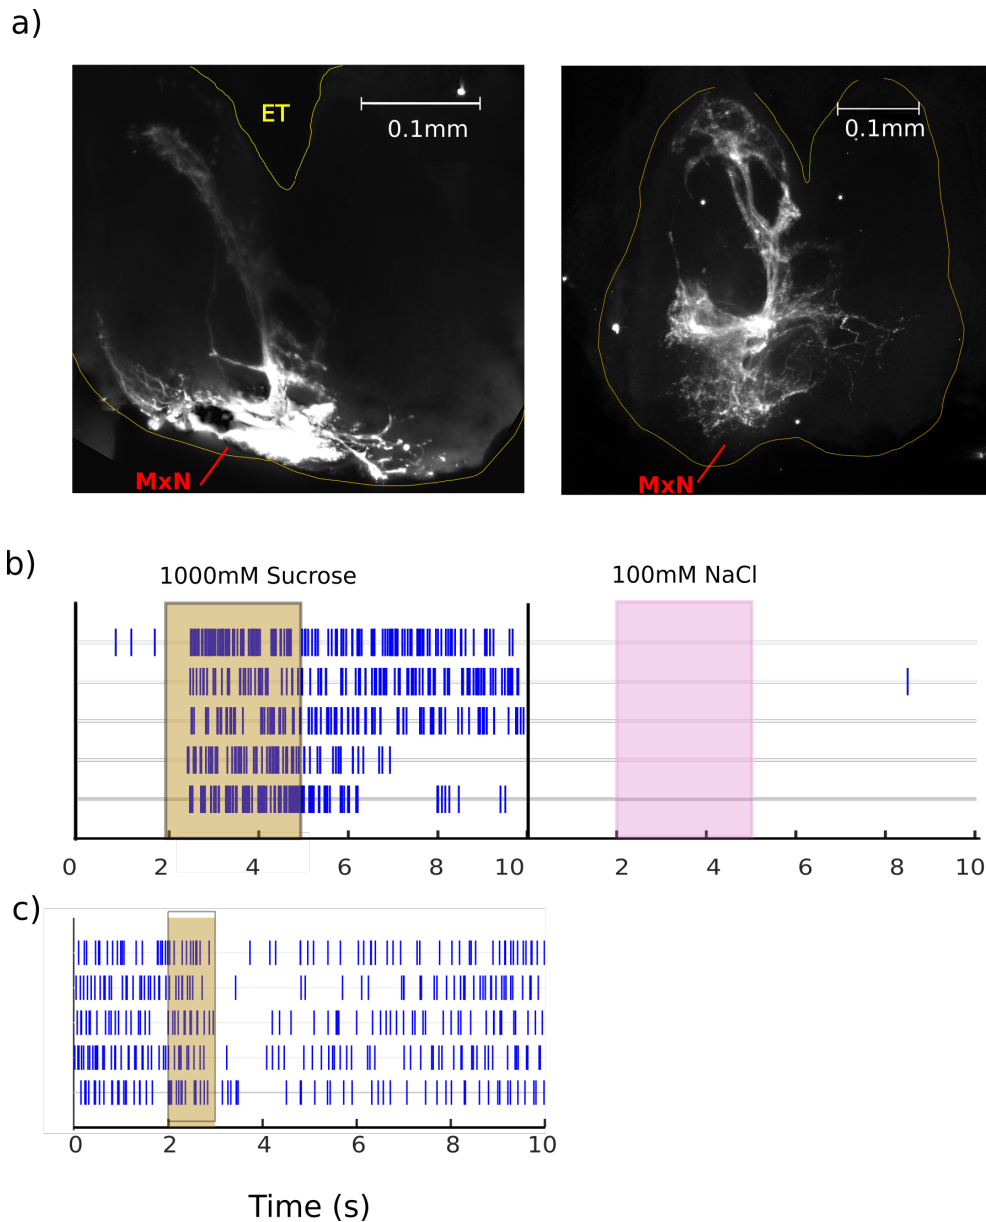 a)
ET
0.1mm
0.1mm
MxN
MxN
b)
1000mM Sucrose
100mM NaCl
0 2 4 6 8 10 2 4 6 8 10
c)
0 2 4 6 8 10
Time (s)